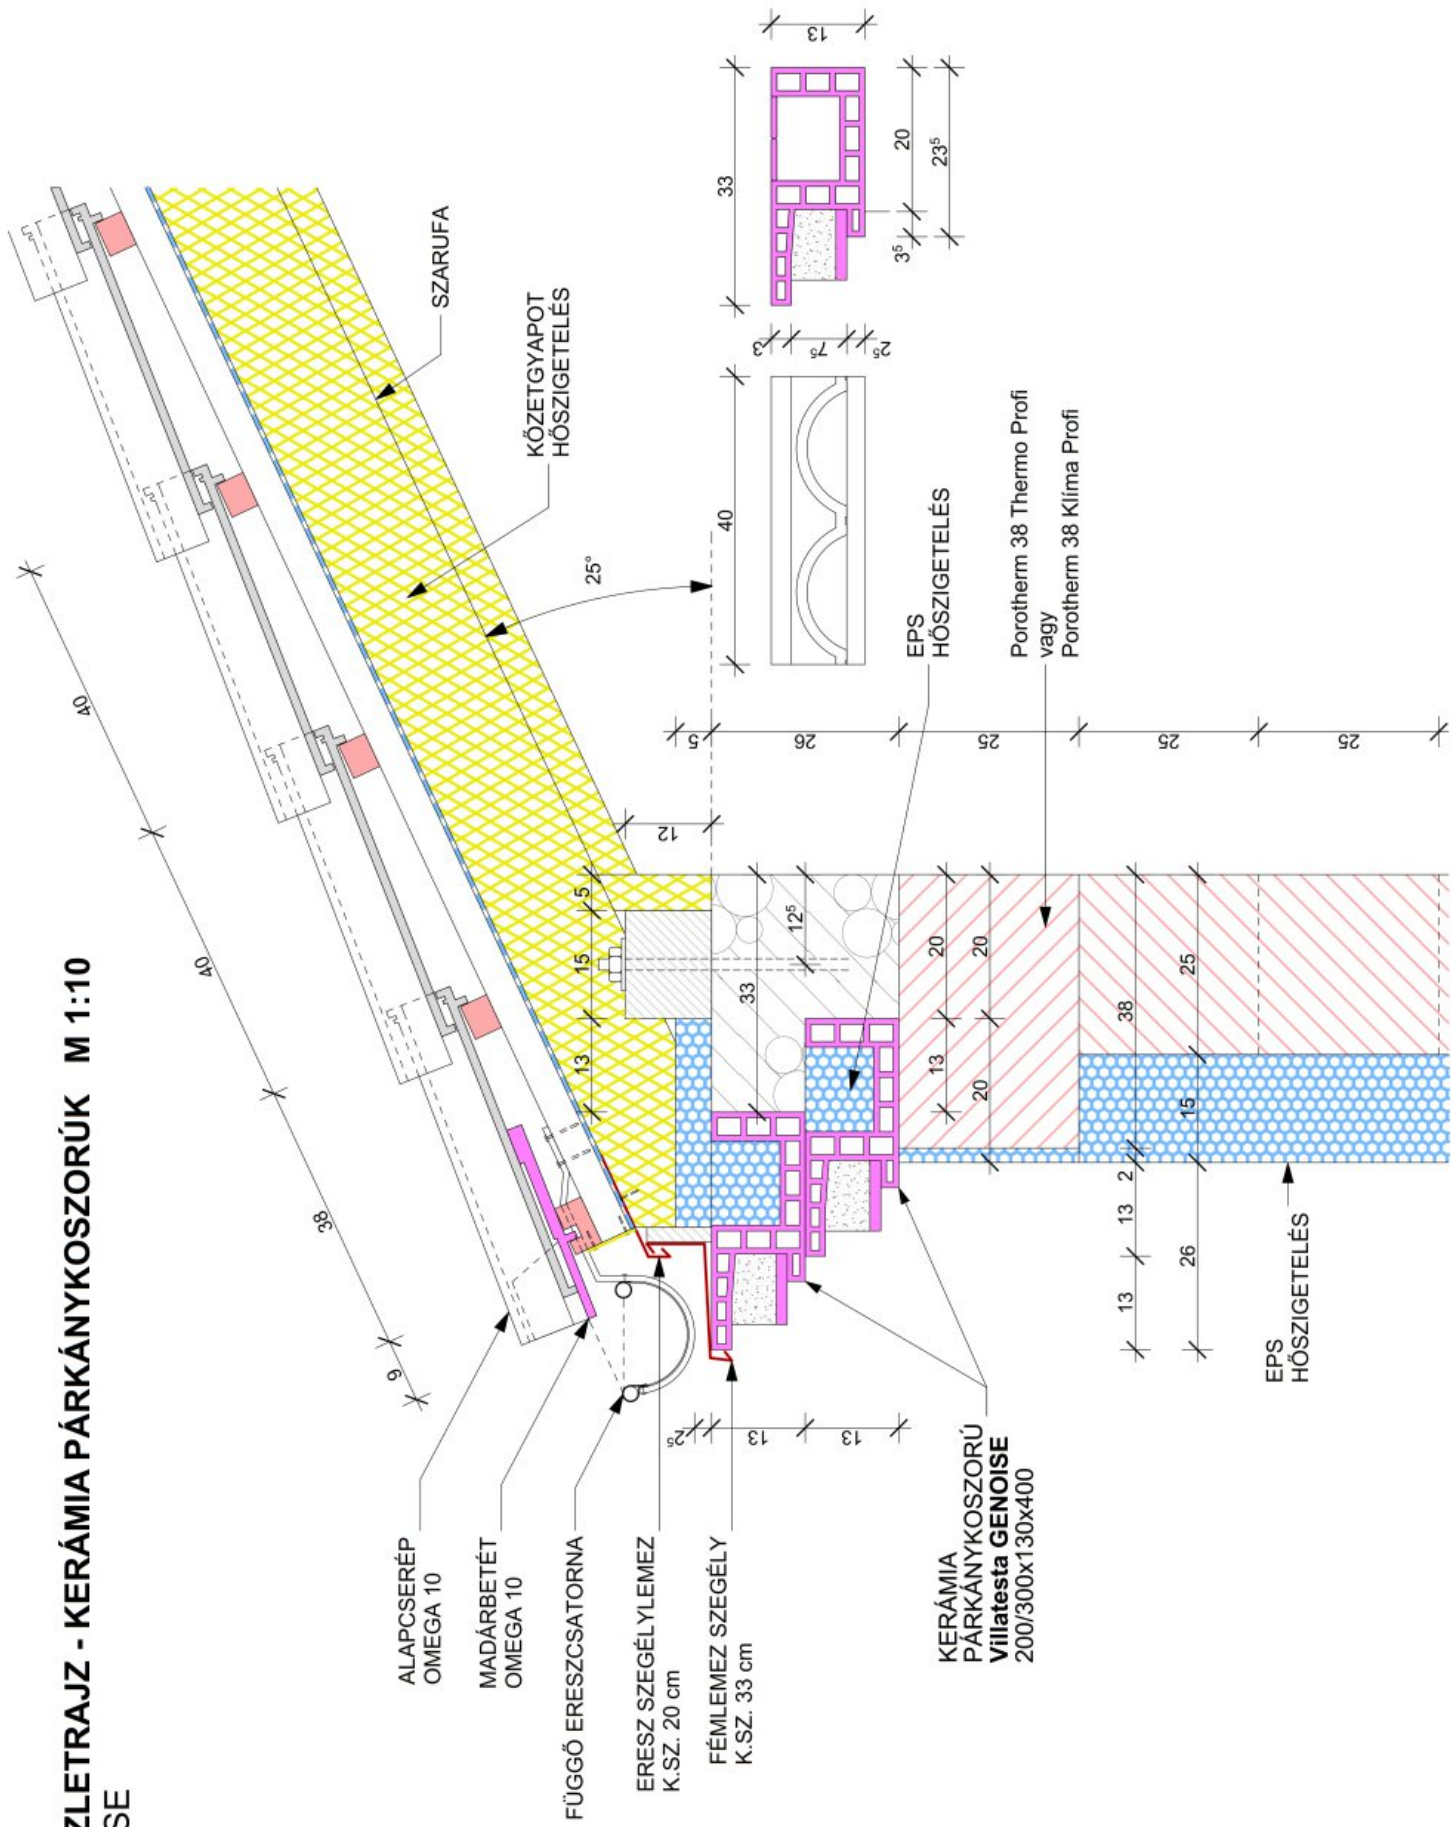 ZLETRAJZ - KERÁMIA PÁRKÁNYKOSZORÚK M 1:10
SE
9
38
40
40
ALAPCSERÉP
OMEGA 10
MADÁRBETÉT
OMEGA 10
FÜGGŐ ERESZCSATORNA
ERESZ SZEGÉLYLEMEZ
K.SZ. 20 cm
FÉMLEMEZ SZEGÉLY
K.SZ. 33 cm
KERÁMIA
PÁRKÁNYKOSZORÚ
Villatesta GENOISE
200/300x130x400
SZARUFA
KŐZETGYAPOT
HŐSZIGETELÉS
25°
EPS
HŐSZIGETELÉS
Porotherm 38 Thermo Profi
vagy
Porotherm 38 Klíma Profi
EPS
HŐSZIGETELÉS
13
15
5
12
5
26
25
25
25
33
12⁵
13
20
20
20
38
15
25
13
13
2
26
2⁵
13
13
40
3
7⁵
2⁵
33
13
3⁵
20
23⁵